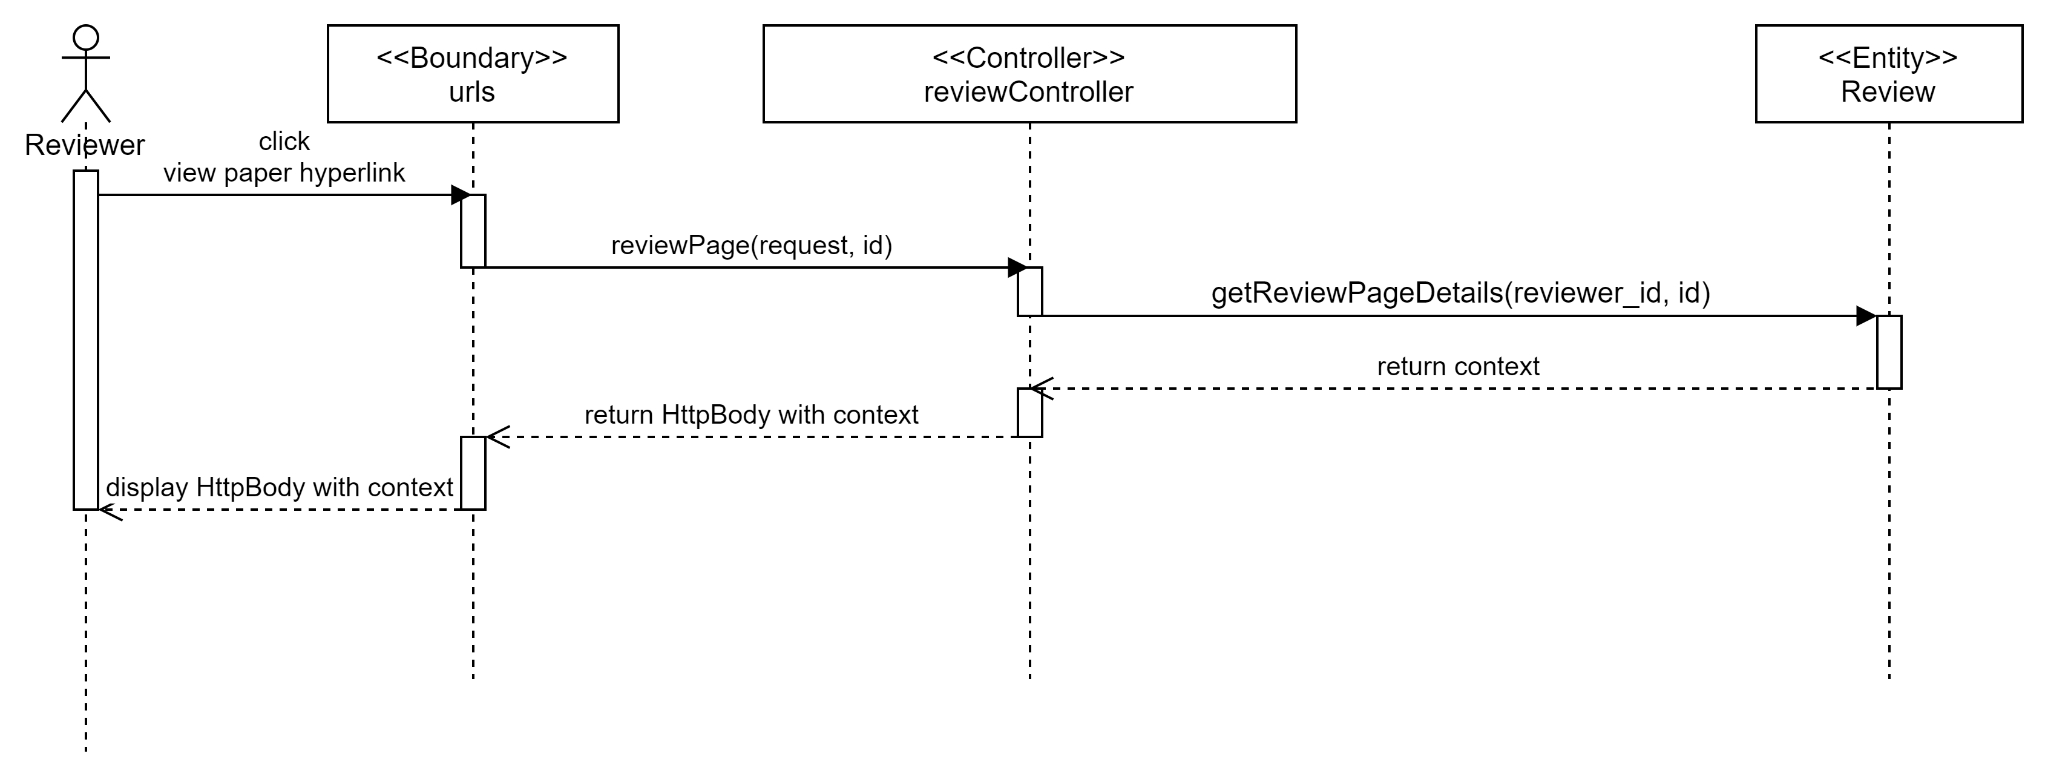 <<Boundary>>
urls
<<Controller>>
reviewController
<<Entity>>
Review
Reviewer
click
view paper hyperlink
reviewPage(request, id)
getReviewPageDetails(reviewer_id, id)
return context
return HttpBody with context
display HttpBody with context